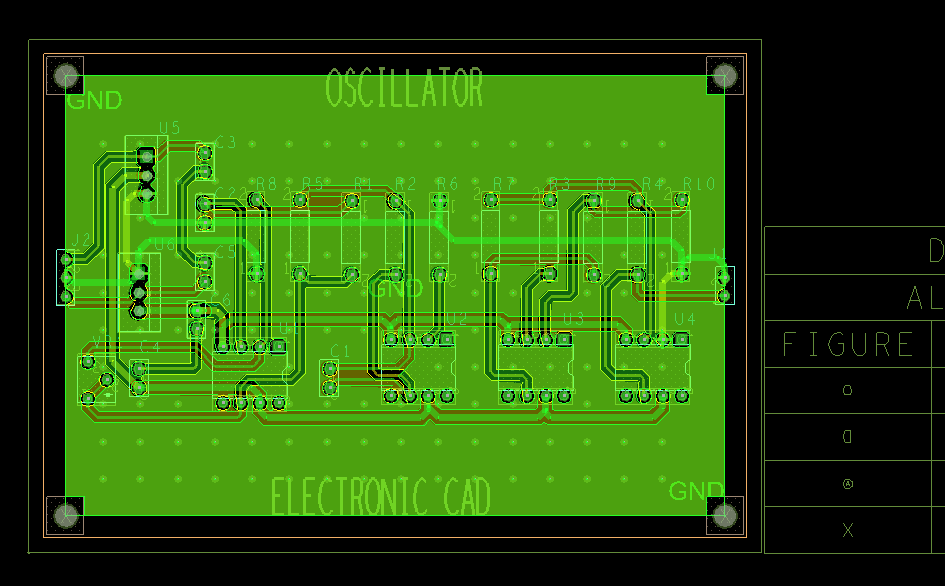 OSCILLATOR
GND
U5
C3
R8
R5
R1
R2
R6
R7
R3
R9
R4
R10
J2
U6
C5
GND
D
AL
U2
U3
U4
FIGURE
C4
C1
ELECTRONIC CAD
GND
X